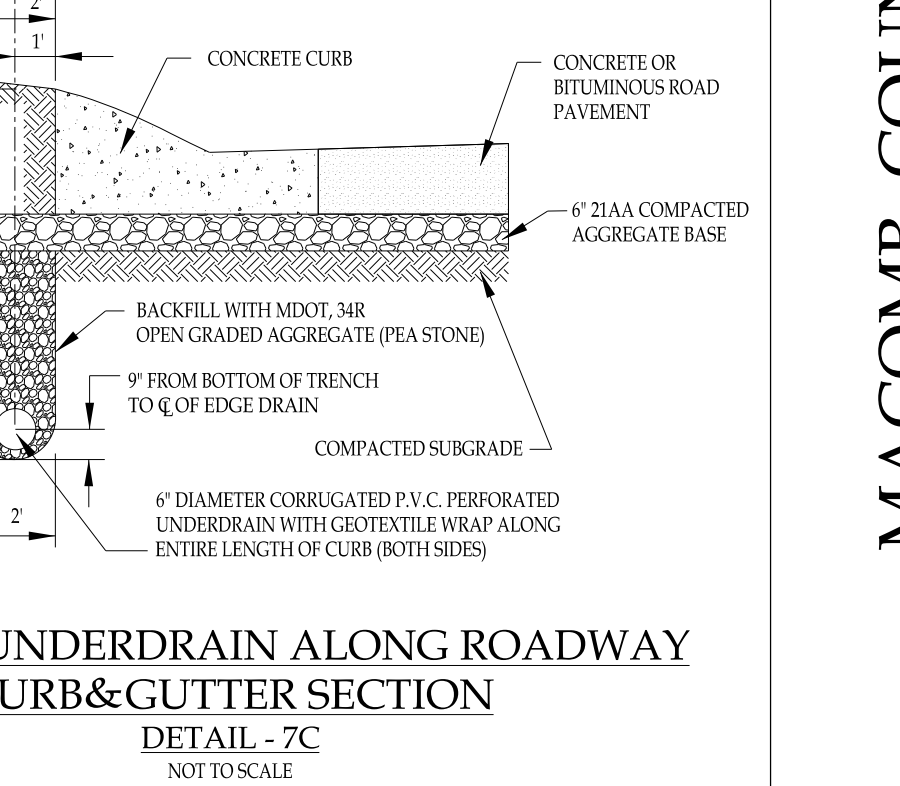 2'
1'
CONCRETE CURB
CONCRETE OR
BITUMINOUS ROAD
PAVEMENT
6" 21AA COMPACTED
AGGREGATE BASE
BACKFILL WITH MDOT, 34R
OPEN GRADED AGGREGATE (PEA STONE)
9" FROM BOTTOM OF TRENCH
TO ℄ OF EDGE DRAIN
COMPACTED SUBGRADE
6" DIAMETER CORRUGATED P.V.C. PERFORATED
UNDERDRAIN WITH GEOTEXTILE WRAP ALONG
ENTIRE LENGTH OF CURB (BOTH SIDES)
2'
UNDERDRAIN ALONG ROADWAY
URB&GUTTER SECTION
DETAIL - 7C
NOT TO SCALE
MACOMB COUN